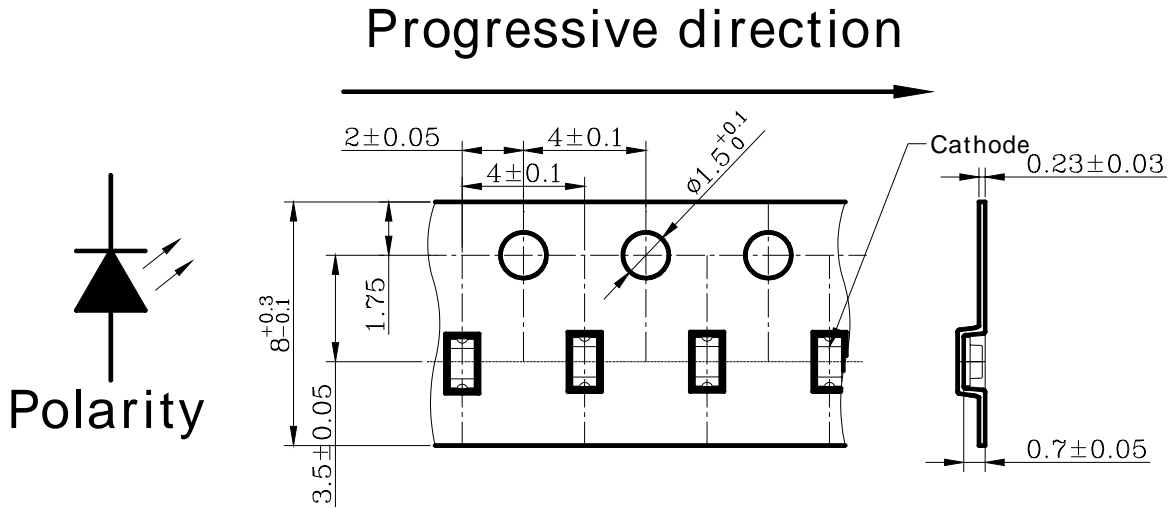 Progressive direction
2±0.05
4±0.1
4±0.1
ø1.5 +0.1 0
Cathode
0.23±0.03
8 +0.3 -0.1
1.75
3.5±0.05
Polarity
0.7±0.05